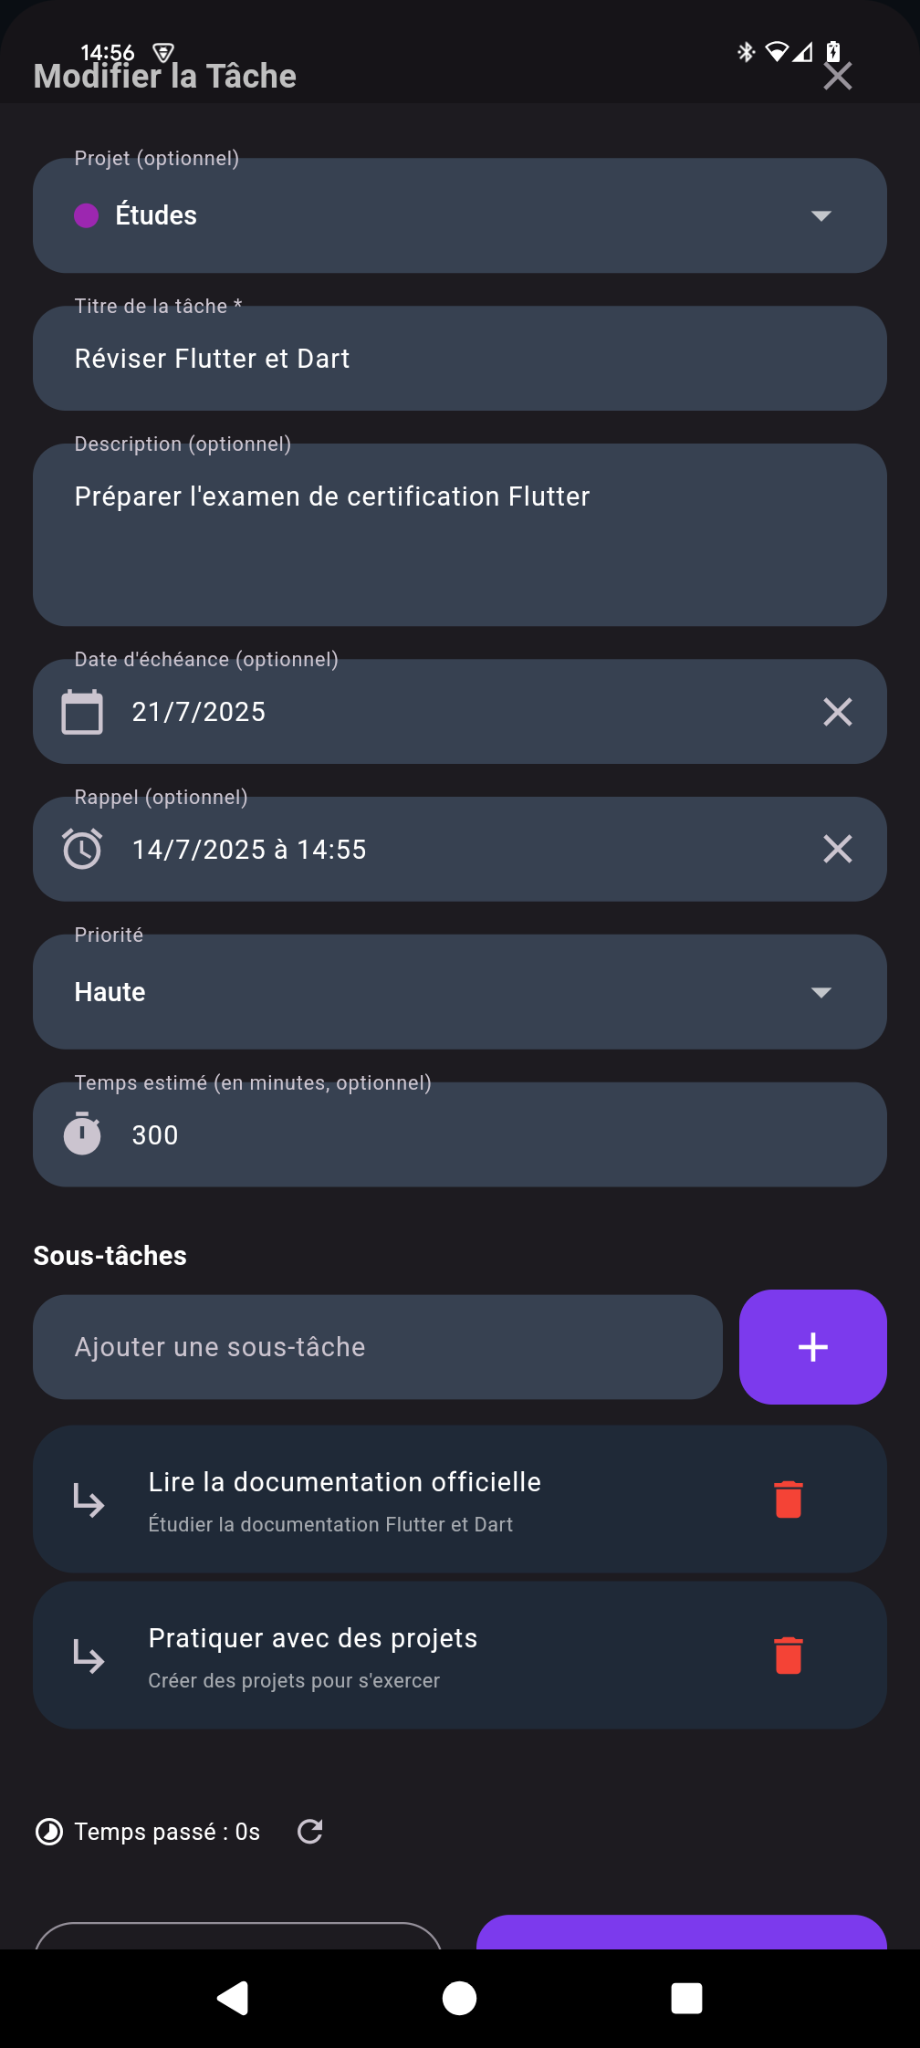 14:56
Modifier la Tâche
Projet (optionnel)
Études
Titre de la tâche *
Réviser Flutter et Dart
Description (optionnel)
Préparer l'examen de certification Flutter
Date d'échéance (optionnel)
21/7/2025
Rappel (optionnel)
14/7/2025 à 14:55
Priorité
Haute
Temps estimé (en minutes, optionnel)
300
Sous-tâches
Ajouter une sous-tâche
Lire la documentation officielle
Étudier la documentation Flutter et Dart
Pratiquer avec des projets
Créer des projets pour s'exercer
Temps passé : 0s